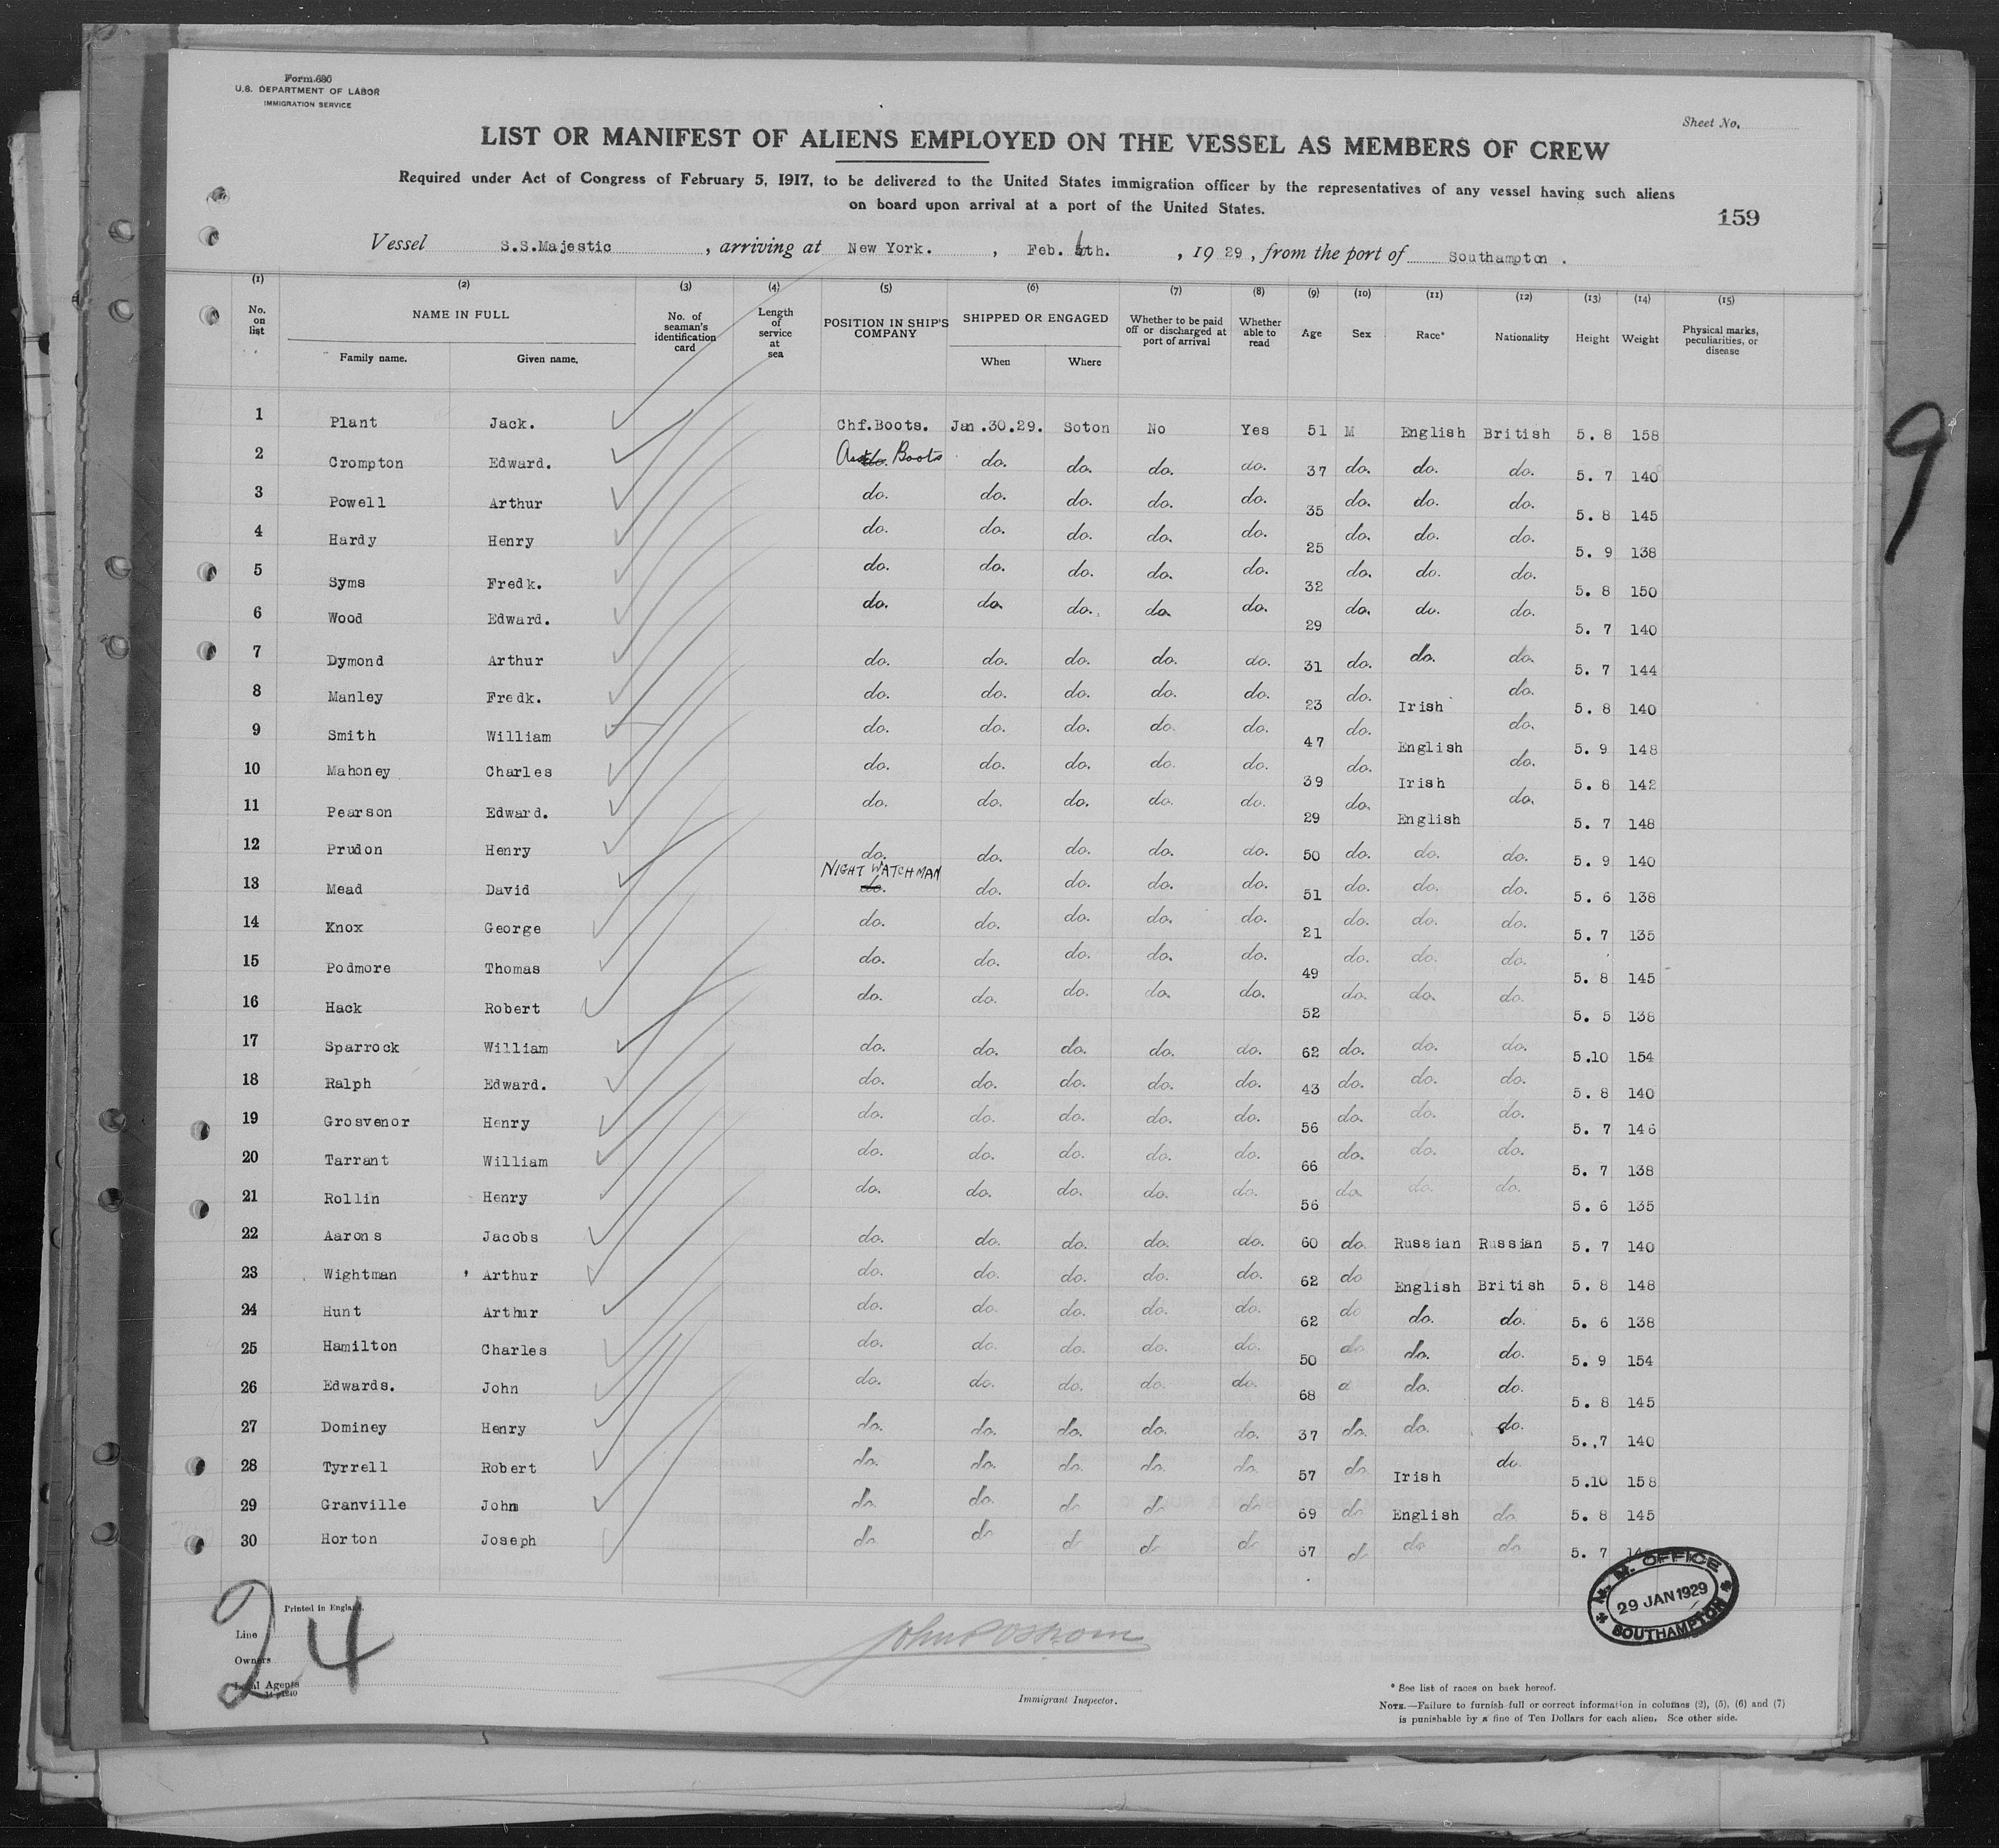 Form 680
U.S. DEPARTMENT OF LABOR
IMMIGRATION SERVICE
Sheet No.
LIST OR MANIFEST OF ALIENS EMPLOYED ON THE VESSEL AS MEMBERS OF CREW
Required under Act of Congress of February 5, 1917, to be delivered to the United States immigration officer by the representatives of any vessel having such aliens
on board upon arrival at a port of the United States.
159
Vessel S.S.Majestic , arriving at New York. , Feb. 6th. , 19 29 , from the port of Southampton .
(1) (2) (3) (4) (5) (6) (7) (8) (9) (10) (11) (12) (13) (14) (15)
No. on list NAME IN FULL Family name. Given name. No. of seaman's identification card Length of service at sea POSITION IN SHIP'S COMPANY SHIPPED OR ENGAGED When Where Whether to be paid off or discharged at port of arrival Whether able to read Age Sex Race* Nationality Height Weight Physical marks, peculiarities, or disease
1 Plant Jack. Chf.Boots. Jan.30.29. Soton No Yes 51 M English British 5. 8 158
2 Crompton Edward. Asst Boots do. do. do. do. 37 do. do. do. 5. 7 140
3 Powell Arthur do. do. do. do. do. 35 do. do. do. 5. 8 145
4 Hardy Henry do. do. do. do. do. 25 do. do. do. 5. 9 138
5 Syms Fredk. do. do. do. do. do. 32 do. do. do. 5. 8 150
6 Wood Edward. do. do. do. do. do. 29 do. do. do. 5. 7 140
7 Dymond Arthur do. do. do. do. do. 31 do. do. do. 5. 7 144
8 Manley Fredk. do. do. do. do. do. 23 do. Irish do. 5. 8 140
9 Smith William do. do. do. do. do. 47 do. English do. 5. 9 148
10 Mahoney Charles do. do. do. do. do. 39 do. Irish do. 5. 8 142
11 Pearson Edward. do. do. do. do. do. 29 do. English do. 5. 7 148
12 Prudon Henry do. do. do. do. do. 50 do. do. do. 5. 9 140
13 Mead David NIGHT WATCHMAN do. do. do. do. do. 51 do. do. do. 5. 6 138
14 Knox George do. do. do. do. do. 21 do. do. do. 5. 7 135
15 Podmore Thomas do. do. do. do. do. 49 do. do. do. 5. 8 145
16 Hack Robert do. do. do. do. do. 52 do. do. do. 5. 5 138
17 Sparrock William do. do. do. do. do. 62 do. do. do. 5.10 154
18 Ralph Edward. do. do. do. do. do. 43 do. do. do. 5. 8 140
19 Grosvenor Henry do. do. do. do. do. 56 do. do. do. 5. 7 146
20 Tarrant William do. do. do. do. do. 66 do. do. do. 5. 7 138
21 Rollin Henry do. do. do. do. do. 56 do. do. do. 5. 6 135
22 Aarons Jacobs do. do. do. do. do. 60 do. Russian Russian 5. 7 140
23 Wightman Arthur do. do. do. do. do. 62 do English British 5. 8 148
24 Hunt Arthur do. do. do. do. do. 62 do do. do. 5. 6 138
25 Hamilton Charles do. do. do. do. do. 50 do do. do. 5. 9 154
26 Edwards. John do. do. do. do. do. 68 d do. do. 5. 8 145
27 Dominey Henry do. do. do. do. do. 37 do. do. do. 5. 7 140
28 Tyrrell Robert do. do. do. do. do. 57 do. Irish do. 5.10 158
29 Granville John do. do. do do do 69 do English do. 5. 8 145
30 Horton Joseph do. do d do do 67 d. do do 5. 7
9
24
Printed in England.
Line
Owners
Local Agents
John P Ostrom
Immigrant Inspector.
M. M. OFFICE
29 JAN 1929
SOUTHAMPTON
* See list of races on back hereof.
NOTE.—Failure to furnish full or correct information in columns (2), (5), (6) and (7)
is punishable by a fine of Ten Dollars for each alien. See other side.